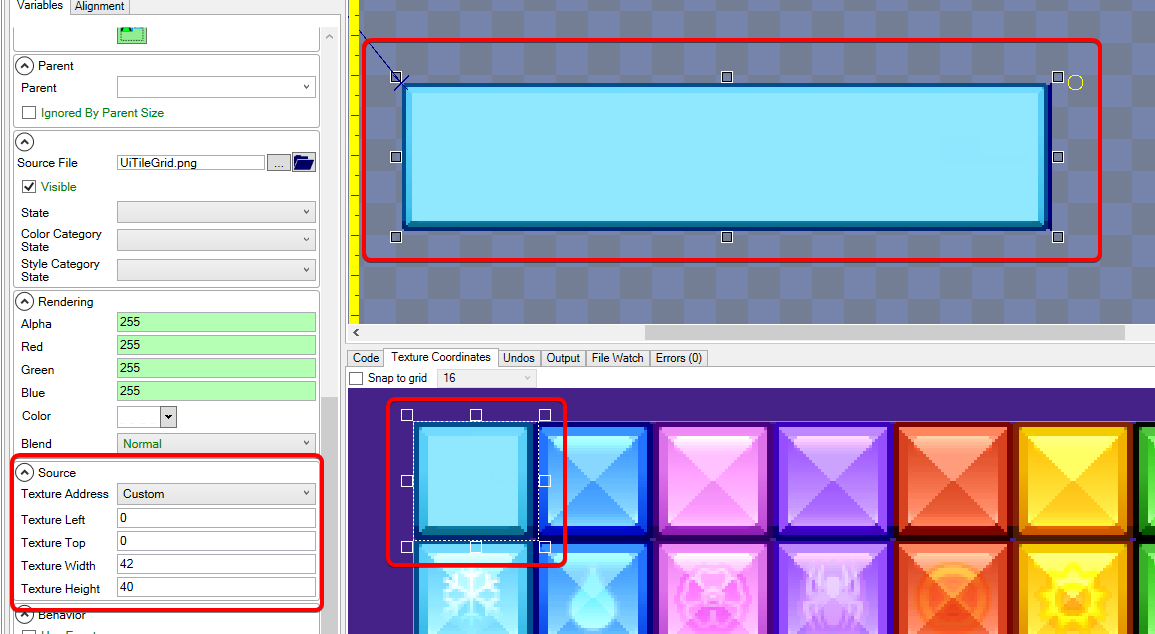 Variables Alignment
Parent
Parent
Ignored By Parent Size
Source File UiTileGrid.png ...
Visible
State
Color Category
State
Style Category
State
Rendering
Alpha 255
Red 255
Green 255
Blue 255
Color
Blend Normal
Source
Texture Address Custom
Texture Left 0
Texture Top 0
Texture Width 42
Texture Height 40
Behavior
Code Texture Coordinates Undos Output File Watch Errors (0)
Snap to grid 16